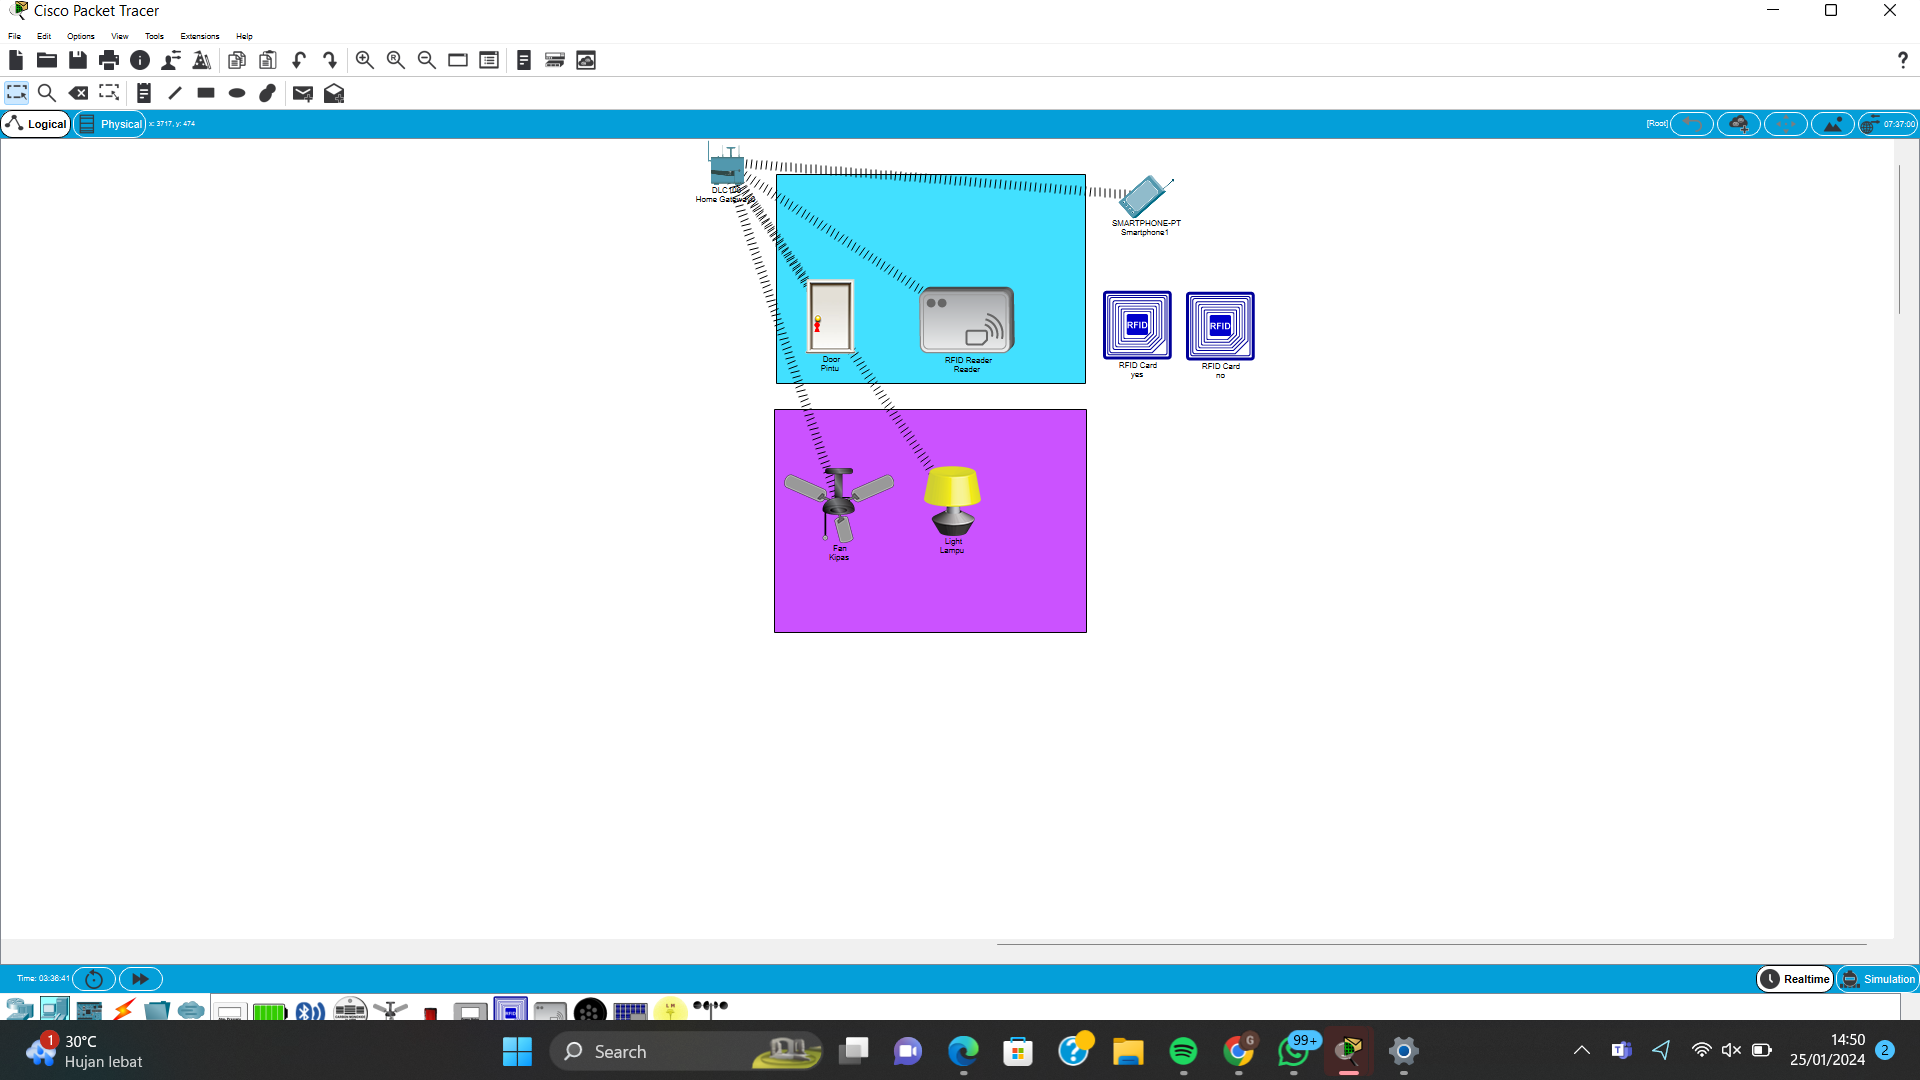 Cisco Packet Tracer
File Edit Options View Tools Extensions Help
Logical
Physical
x: 3717, y: 474
[Root]
07:37:00
DLC100
Home Gateway0
SMARTPHONE-PT
Smartphone1
Door
Pintu
RFID Reader
Reader
RFID
RFID Card
yes
RFID
RFID Card
no
Fan
Kipas
Light
Lampu
Time: 03:36:41
Realtime
Simulation
1
30°C
Hujan lebat
Search
G
99+
14:50
25/01/2024
2